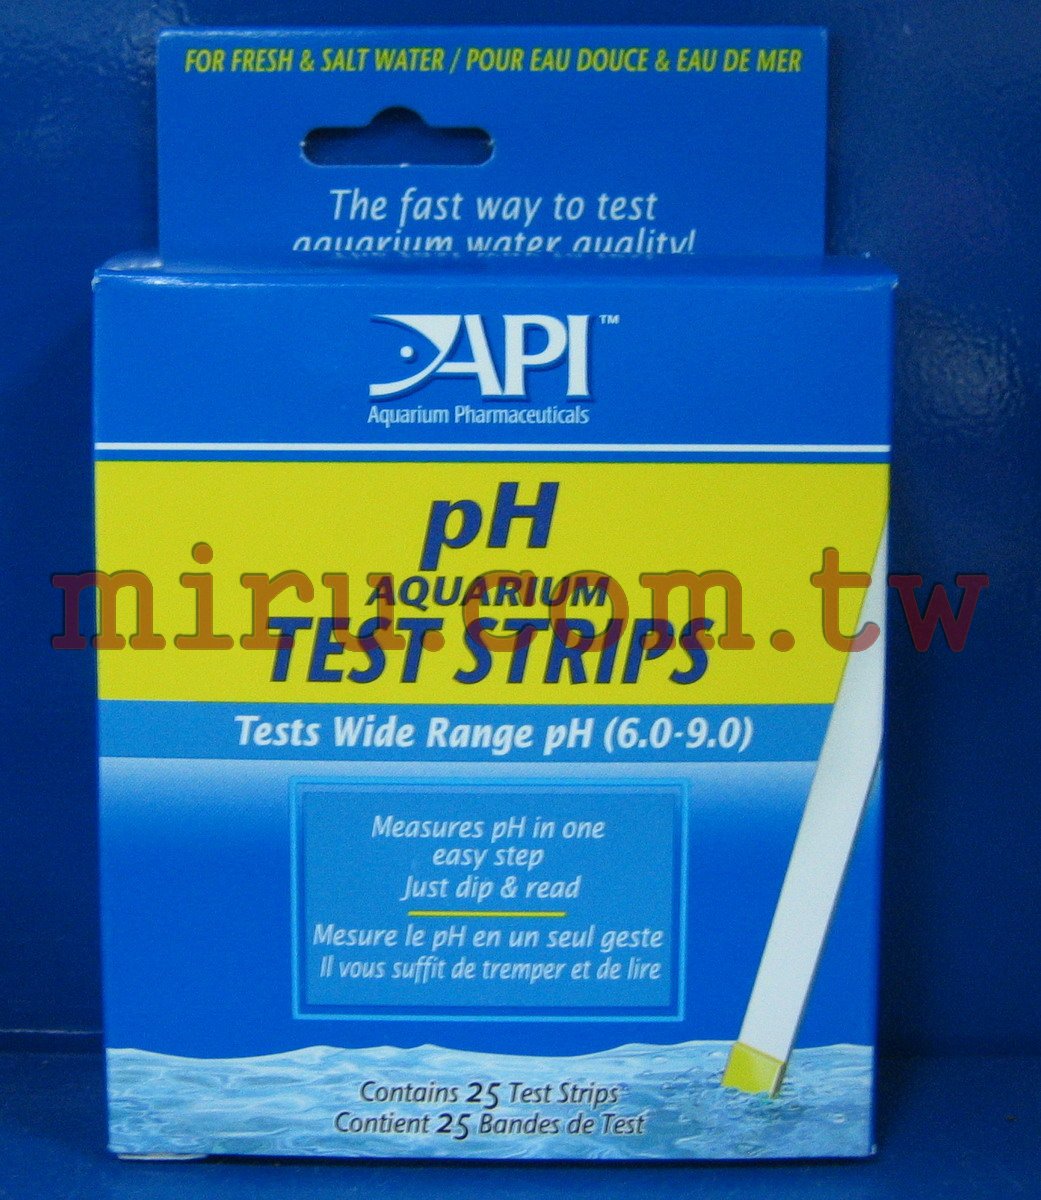 FOR FRESH & SALT WATER / POUR EAU DOUCE & EAU DE MER
The fast way to test
aquarium water quality!
API™
Aquarium Pharmaceuticals
pH
miru.com.tw
AQUARIUM
TEST STRIPS
Tests Wide Range pH (6.0-9.0)
Measures pH in one
easy step
Just dip & read
Mesure le pH en un seul geste
Il vous suffit de tremper et de lire
Contains 25 Test Strips
Contient 25 Bandes de Test